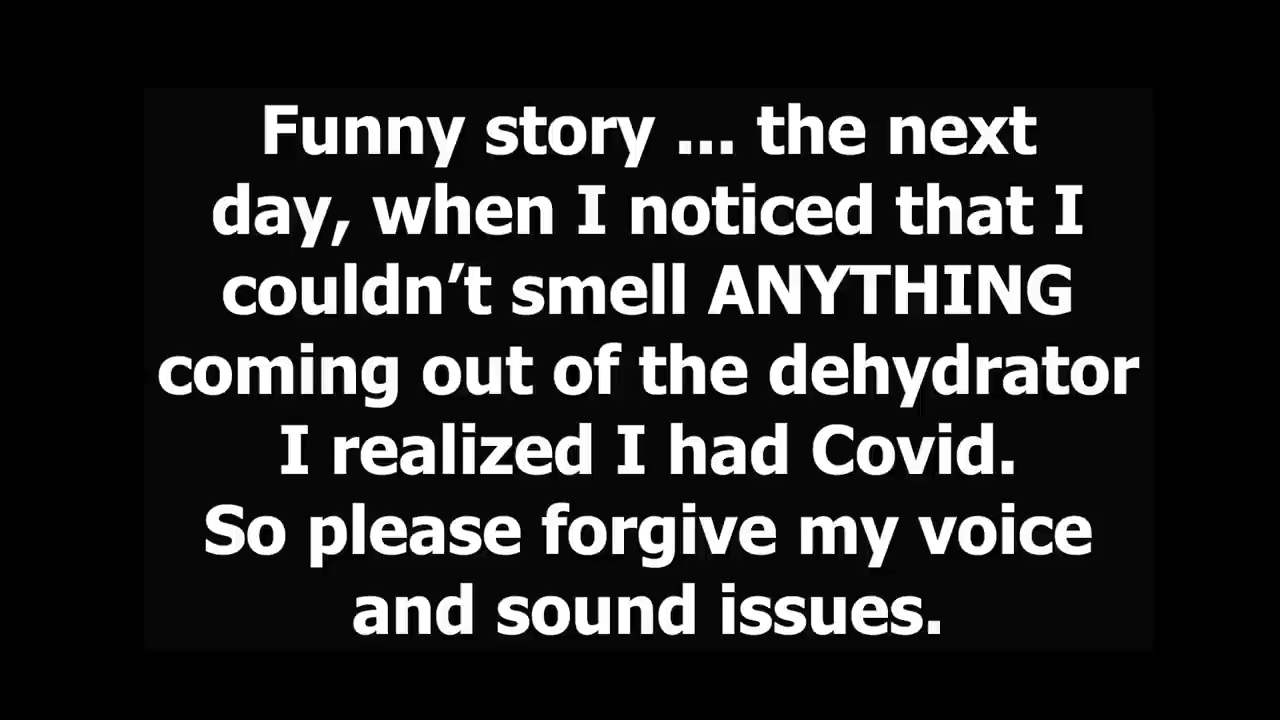 Funny story ... the next
day, when I noticed that I
couldn’t smell ANYTHING
coming out of the dehydrator
I realized I had Covid.
So please forgive my voice
and sound issues.